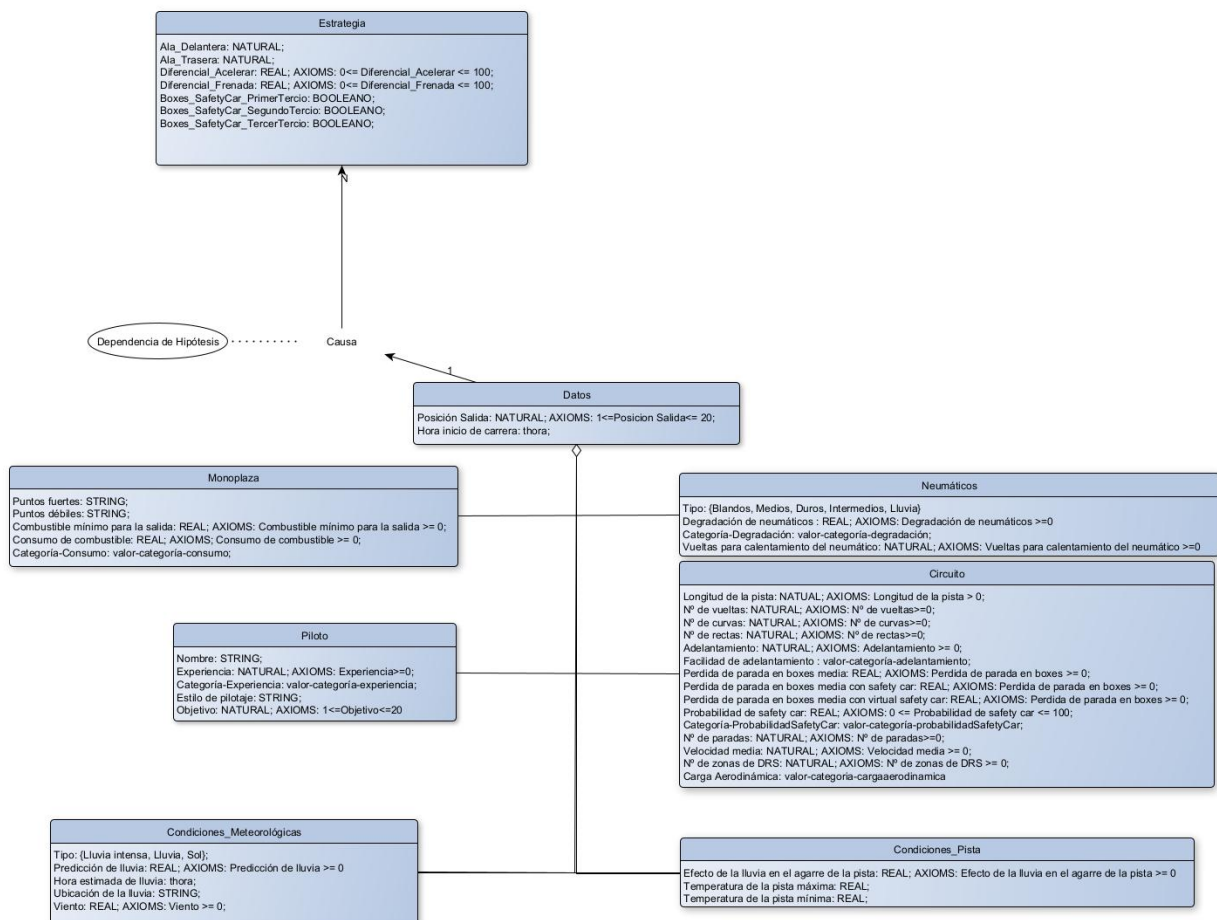 Estrategia
Ala_Delantera: NATURAL;
Ala_Trasera: NATURAL;
Diferencial_Acelerar: REAL; AXIOMS: 0<= Diferencial_Acelerar <= 100;
Diferencial_Frenada: REAL; AXIOMS: 0<= Diferencial_Frenada <= 100;
Boxes_SafetyCar_PrimerTercio: BOOLEANO;
Boxes_SafetyCar_SegundoTercio: BOOLEANO;
Boxes_SafetyCar_TercerTercio: BOOLEANO;
N
Dependencia de Hipótesis
Causa
1
Datos
Posición Salida: NATURAL; AXIOMS: 1<=Posicion Salida<= 20;
Hora inicio de carrera: thora;
Monoplaza
Puntos fuertes: STRING;
Puntos débiles: STRING;
Combustible mínimo para la salida: REAL; AXIOMS: Combustible mínimo para la salida >= 0;
Consumo de combustible: REAL; AXIOMS; Consumo de combustible >= 0;
Categoría-Consumo: valor-categoría-consumo;
Neumáticos
Tipo: {Blandos, Medios, Duros, Intermedios, Lluvia}
Degradación de neumáticos : REAL; AXIOMS: Degradación de neumáticos >=0
Categoría-Degradación: valor-categoría-degradación;
Vueltas para calentamiento del neumático: NATURAL; AXIOMS: Vueltas para calentamiento del neumático >=0
Circuito
Longitud de la pista: NATUAL; AXIOMS: Longitud de la pista > 0;
Nº de vueltas: NATURAL; AXIOMS: Nº de vueltas>=0;
Nº de curvas: NATURAL; AXIOMS: Nº de curvas>=0;
Nº de rectas: NATURAL; AXIOMS: Nº de rectas>=0;
Adelantamiento: NATURAL; AXIOMS: Adelantamiento >= 0;
Facilidad de adelantamiento : valor-categoría-adelantamiento;
Perdida de parada en boxes media: REAL; AXIOMS: Perdida de parada en boxes >= 0;
Perdida de parada en boxes media con safety car: REAL; AXIOMS: Perdida de parada en boxes >= 0;
Perdida de parada en boxes media con virtual safety car: REAL; AXIOMS: Perdida de parada en boxes >= 0;
Probabilidad de safety car: REAL; AXIOMS: 0 <= Probabilidad de safety car <= 100;
Categoría-ProbabilidadSafetyCar: valor-categoría-probabilidadSafetyCar;
Nº de paradas: NATURAL; AXIOMS: Nº de paradas>=0;
Velocidad media: NATURAL; AXIOMS: Velocidad media >= 0;
Nº de zonas de DRS: NATURAL; AXIOMS: Nº de zonas de DRS >= 0;
Carga Aerodinámica: valor-categoria-cargaaerodinamica
Piloto
Nombre: STRING;
Experiencia: NATURAL; AXIOMS: Experiencia>=0;
Categoría-Experiencia: valor-categoría-experiencia;
Estilo de pilotaje: STRING;
Objetivo: NATURAL; AXIOMS: 1<=Objetivo<=20
Condiciones_Meteorológicas
Tipo: {Lluvia intensa, Lluvia, Sol};
Predicción de lluvia: REAL; AXIOMS: Predicción de lluvia >= 0
Hora estimada de lluvia: thora;
Ubicación de la lluvia: STRING;
Viento: REAL; AXIOMS: Viento >= 0;
Condiciones_Pista
Efecto de la lluvia en el agarre de la pista: REAL; AXIOMS: Efecto de la lluvia en el agarre de la pista >= 0
Temperatura de la pista máxima: REAL;
Temperatura de la pista mínima: REAL;